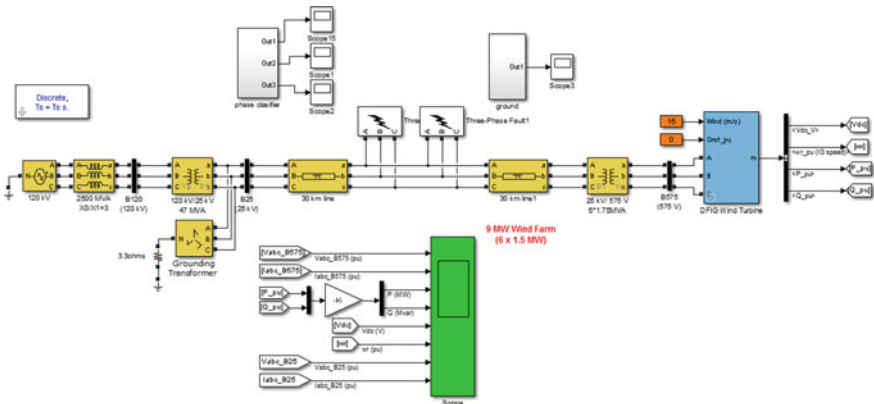 Discrete,
Ts = Ts s.
Out1
Out2
Out3
phase clasifier
Scope15
Scope1
Scope2
Out1
ground
Scope3
A B C
Three-Phase Fault1
A B C
15
0
Wind (m/s)
Qref_pu
A
B
C
m
DFIG Wind Turbine
<Vdc_V>
<wr_pu (IG speed)>
<P_pu>
<Q_pu>
[Vdc]
[wr]
[P_pu]
[Q_pu]
N
A
B
C
120 kV
A
B
C
2500 MVA
X0/X1=3
B120
(120 kV)
A a
B b
C c
120 kV/25 kV
47 MVA
B25
(25 kV)
A a
B b
C c
30 km line
A a
B b
C c
30 km line1
A a
B b
C c
25 kV/ 575 V
6*1.75MVA
B575
(575 V)
3.3ohms
N
A
B
C
Grounding
Transformer
9 MW Wind Farm
(6 x 1.5 MW)
[Vabc_B575]
Vabc_B575 (pu)
[Iabc_B575]
Iabc_B575 (pu)
[P_pu]
[Q_pu]
-K-
P (MW)
Q (Mvar)
[Vdc]
Vdc (V)
[wr]
wr (pu)
Vabc_B25
Vabc_B25 (pu)
Iabc_B25
Iabc_B25 (pu)
Scope